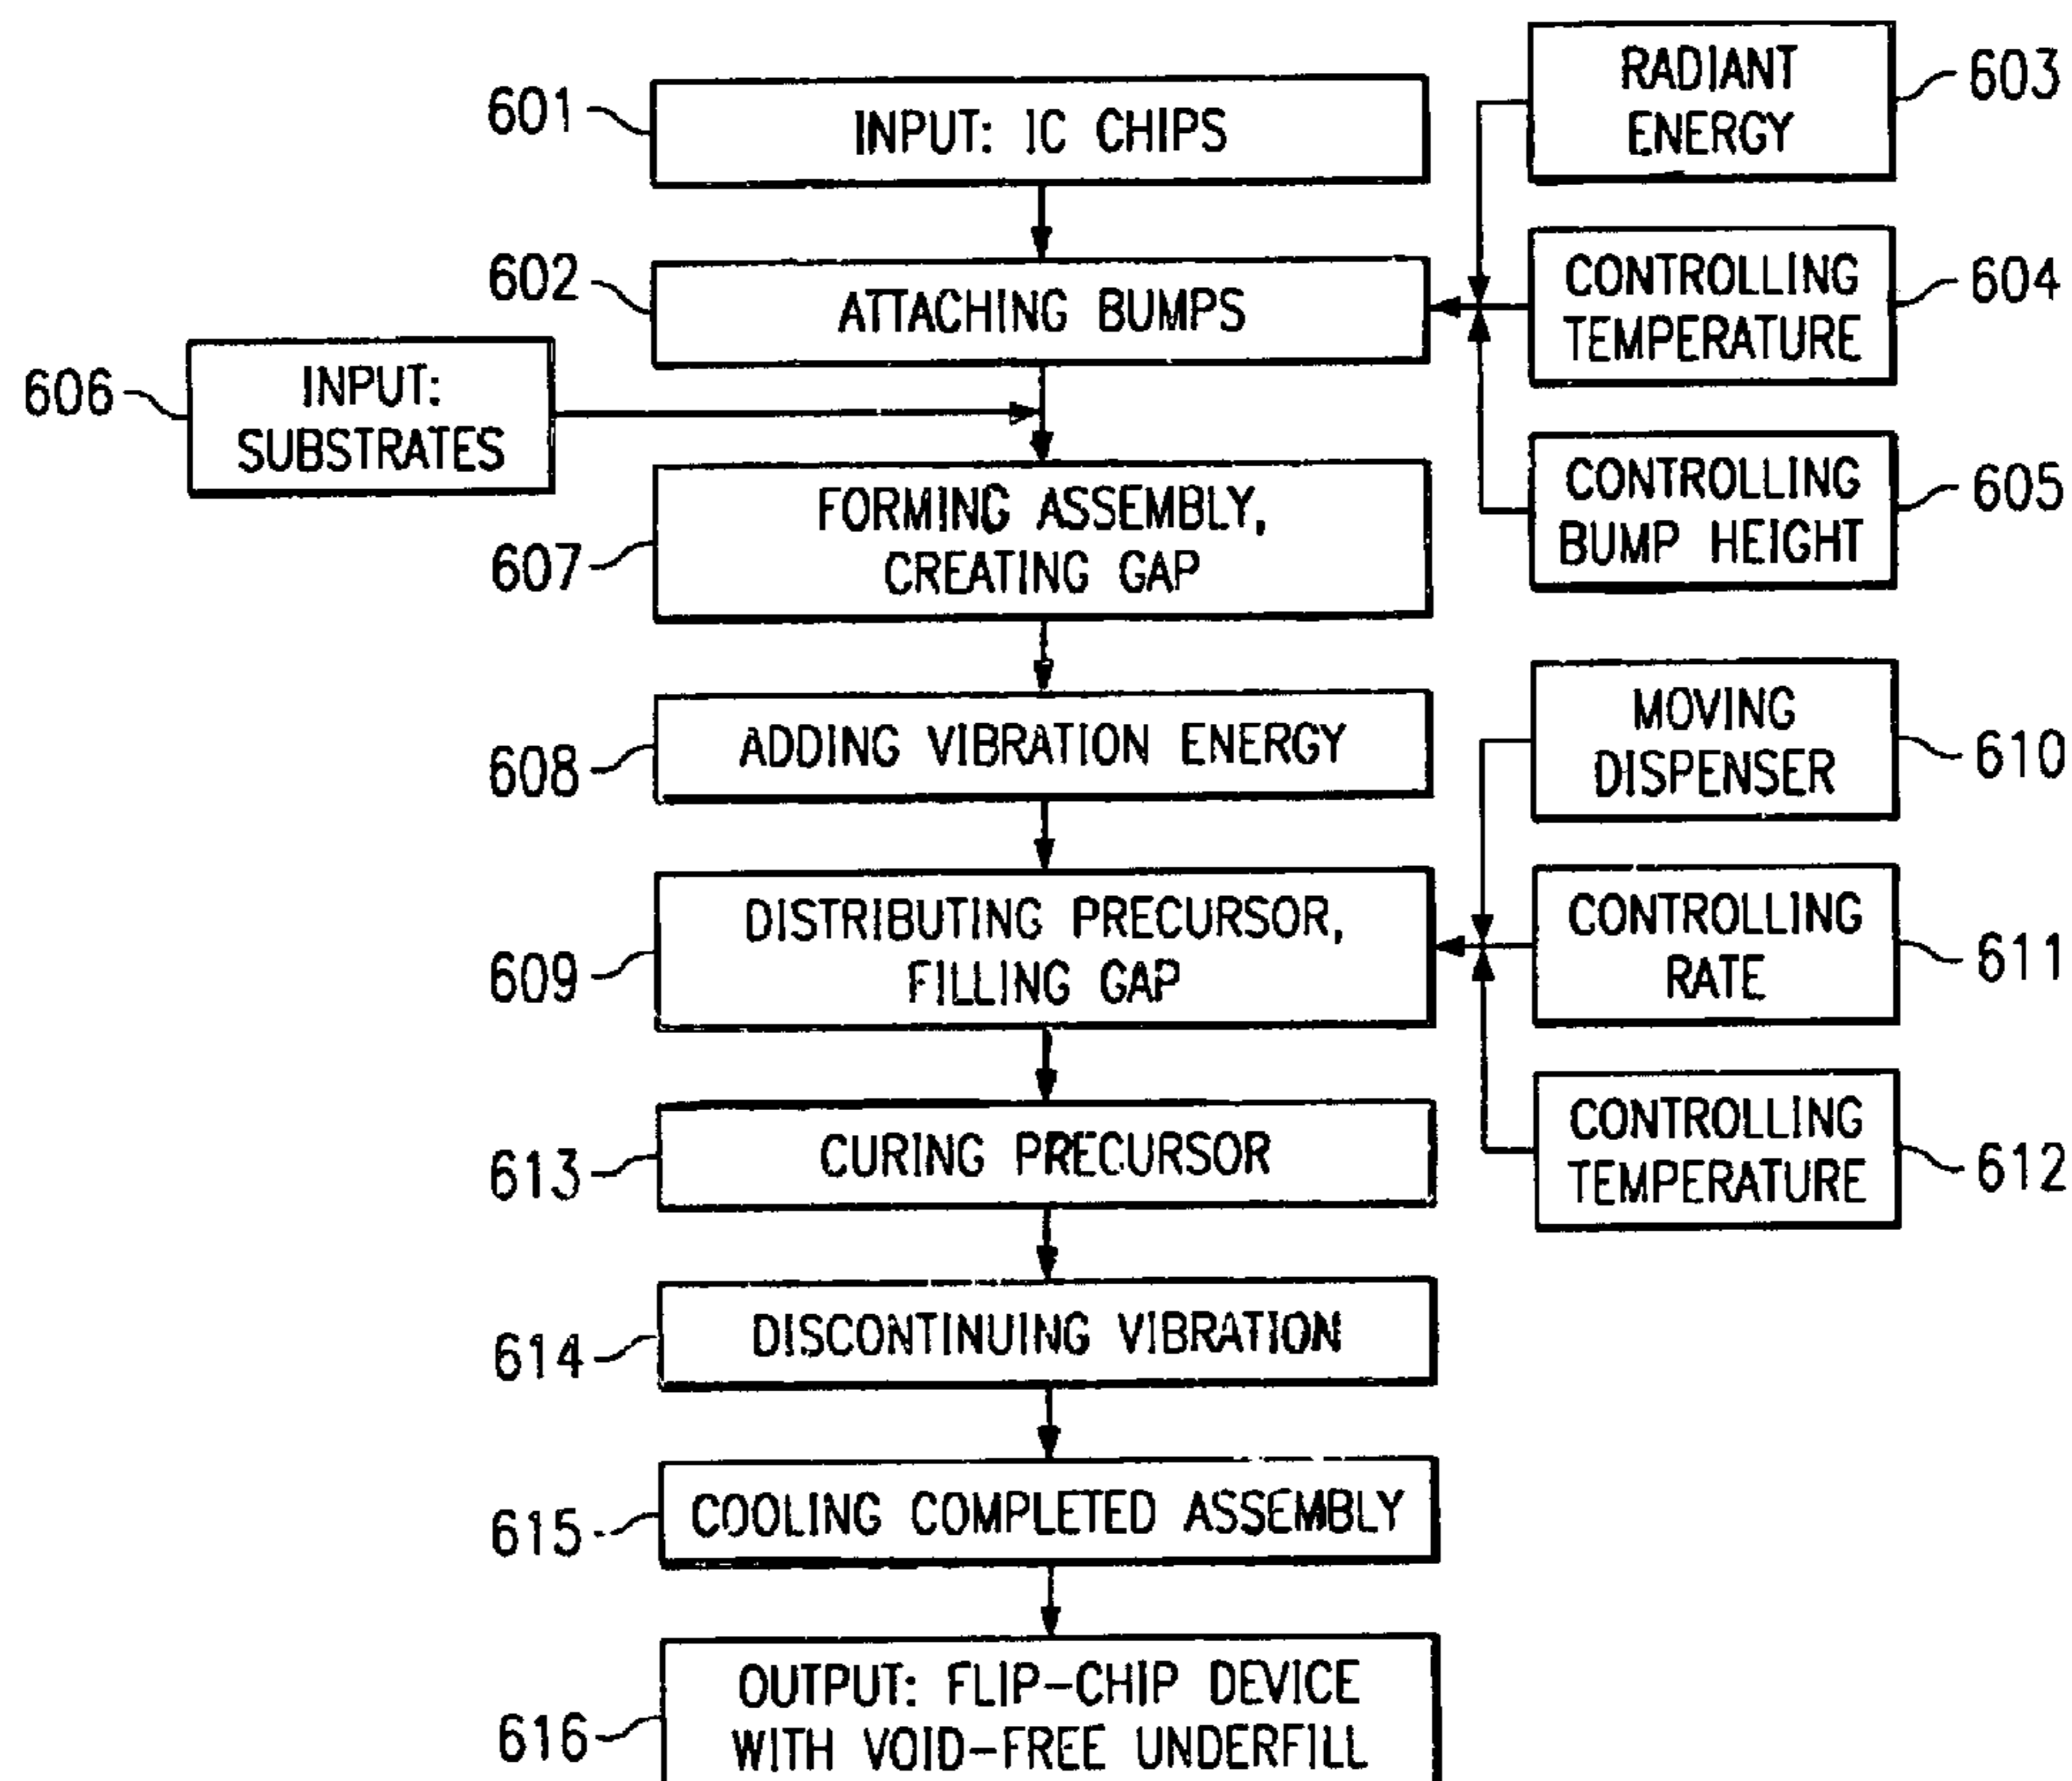 601
INPUT: IC CHIPS
RADIANT
ENERGY
603
602
ATTACHING BUMPS
CONTROLLING
TEMPERATURE
604
606
INPUT:
SUBSTRATES
CONTROLLING
BUMP HEIGHT
605
607
FORMING ASSEMBLY,
CREATING GAP
608
ADDING VIBRATION ENERGY
MOVING
DISPENSER
610
609
DISTRIBUTING PRECURSOR,
FILLING GAP
CONTROLLING
RATE
611
613
CURING PRECURSOR
CONTROLLING
TEMPERATURE
612
614
DISCONTINUING VIBRATION
615
COOLING COMPLETED ASSEMBLY
616
OUTPUT: FLIP-CHIP DEVICE
WITH VOID-FREE UNDERFILL